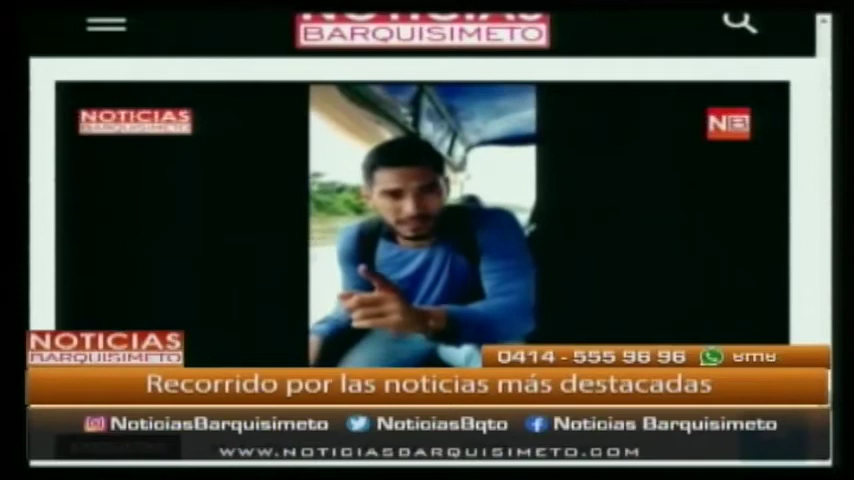 NOTICIAS
BARQUISIMETO
NOTICIAS
BARQUISIMETO
NB
NOTICIAS
BARQUISIMETO
0414 - 555 96 96
Recorrido por las noticias más destacadas
NoticiasBarquisimeto NoticiasBqto Noticias Barquisimeto
WWW.NOTICIASBARQUISIMETO.COM